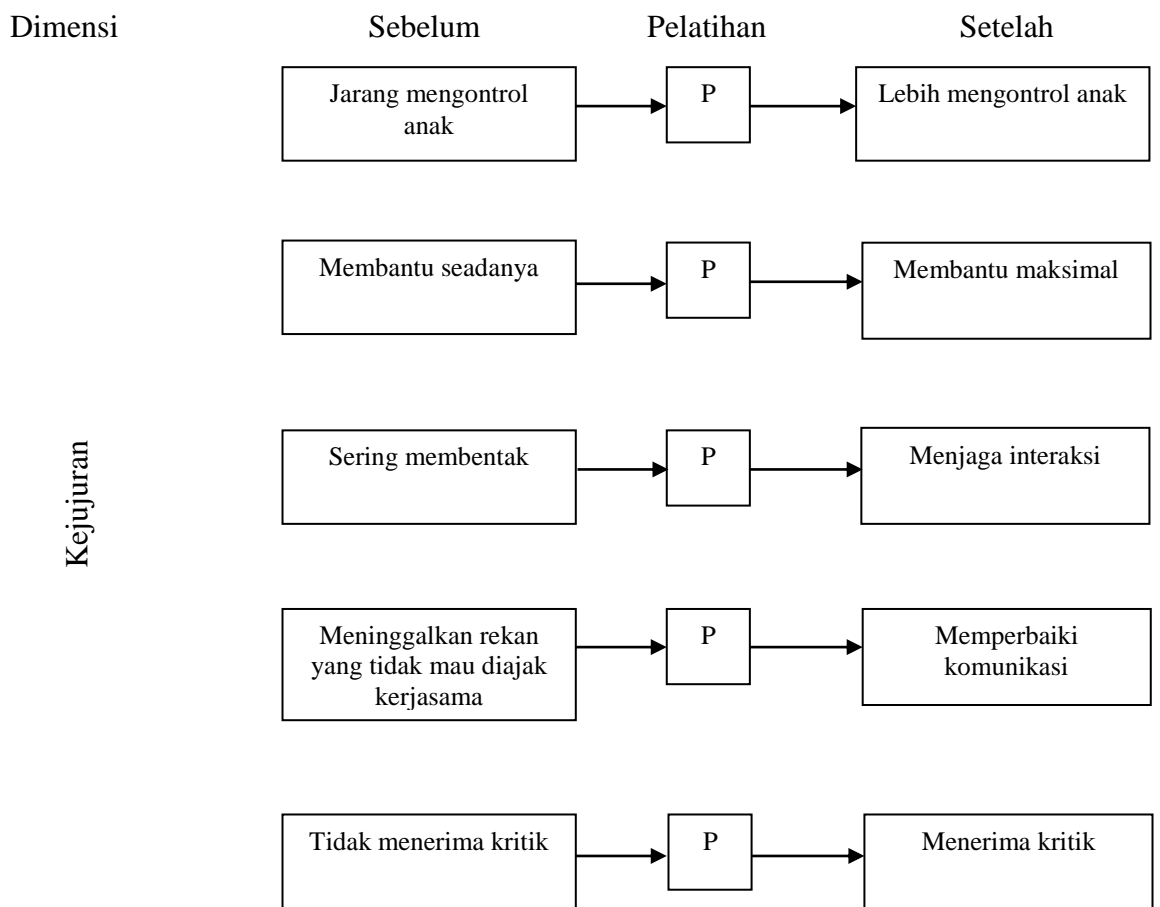 Dimensi Sebelum Pelatihan Setelah
Jarang mengontrol
anak
P
Lebih mengontrol anak
Membantu seadanya
P
Membantu maksimal
Kejujuran
Sering membentak
P
Menjaga interaksi
Meninggalkan rekan
yang tidak mau diajak
kerjasama
P
Memperbaiki
komunikasi
Tidak menerima kritik
P
Menerima kritik